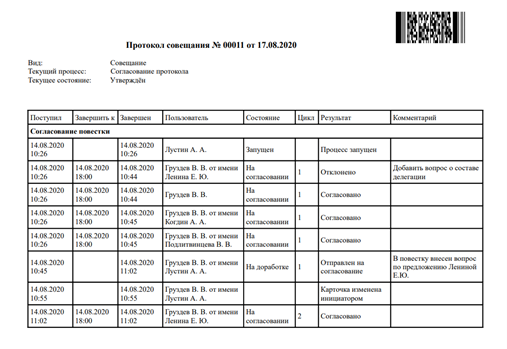 Протокол совещания № 00011 от 17.08.2020
Вид: Совещание
Текущий процесс: Согласование протокола
Текущее состояние: Утверждён
Поступил Завершить к Завершен Пользователь Состояние Цикл Результат Комментарий
Согласование повестки
14.08.2020 14.08.2020
10:26 10:26 Лустин А. А. Запущен Процесс запущен
14.08.2020 14.08.2020 14.08.2020 Груздев В. В. от имени На Добавить вопрос о составе
10:26 18:00 10:44 Ленина Е. Ю. согласовании 1 Отклонено делегации
14.08.2020 14.08.2020 14.08.2020 На
10:26 18:00 10:44 Груздев В. В. согласовании 1 Согласовано
14.08.2020 14.08.2020 14.08.2020 Груздев В. В. от имени На
10:26 18:00 10:45 Когдин А. А. согласовании 1 Согласовано
14.08.2020 14.08.2020 14.08.2020 Груздев В. В. от имени На
10:26 18:00 10:45 Подлитвинцева В. В. согласовании 1 Согласовано
14.08.2020 14.08.2020 Груздев В. В. от имени На доработке 1 Отправлен на В повестку внесен вопрос
10:45 11:02 Лустин А. А. согласование по предложению Лениной
Е.Ю.
14.08.2020 14.08.2020 Груздев В. В. от имени Карточка изменена
10:55 10:55 Лустин А. А. инициатором
14.08.2020 14.08.2020 14.08.2020 Груздев В. В. от имени На
11:02 18:00 11:02 Ленина Е. Ю. согласовании 2 Согласовано